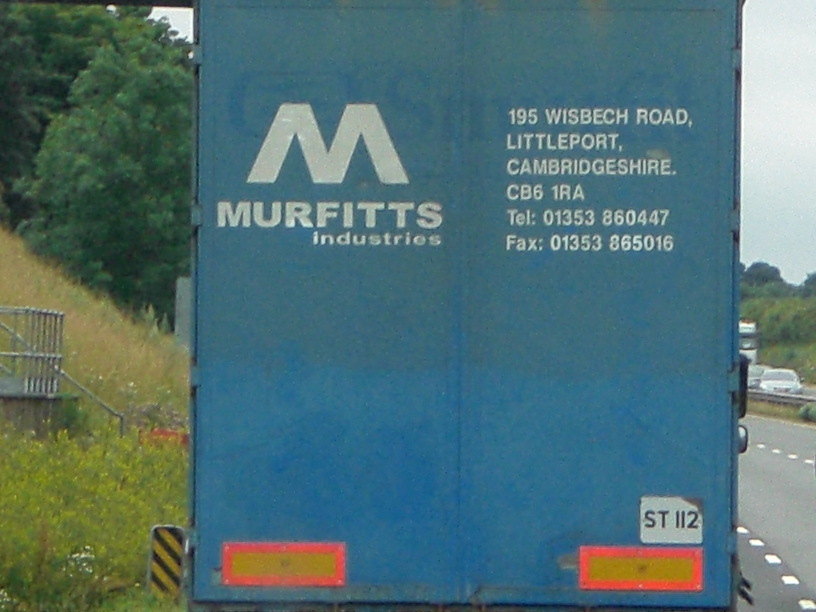 M
MURFITTS
industries
195 WISBECH ROAD,
LITTLEPORT,
CAMBRIDGESHIRE.
CB6 1RA
Tel: 01353 860447
Fax: 01353 865016
ST 112